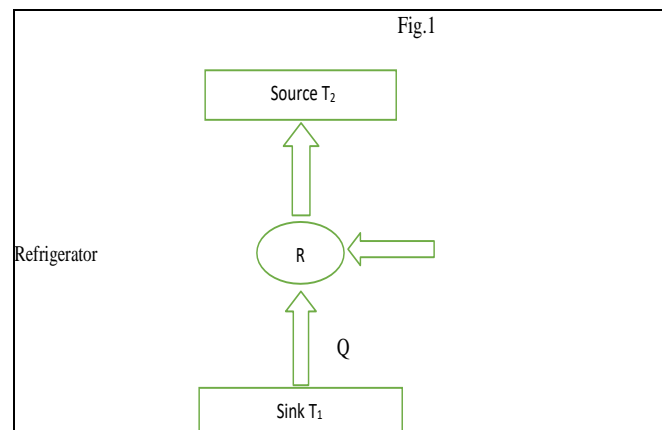 Fig.1
Source T₂
R
Refrigerator
Q
Sink T₁